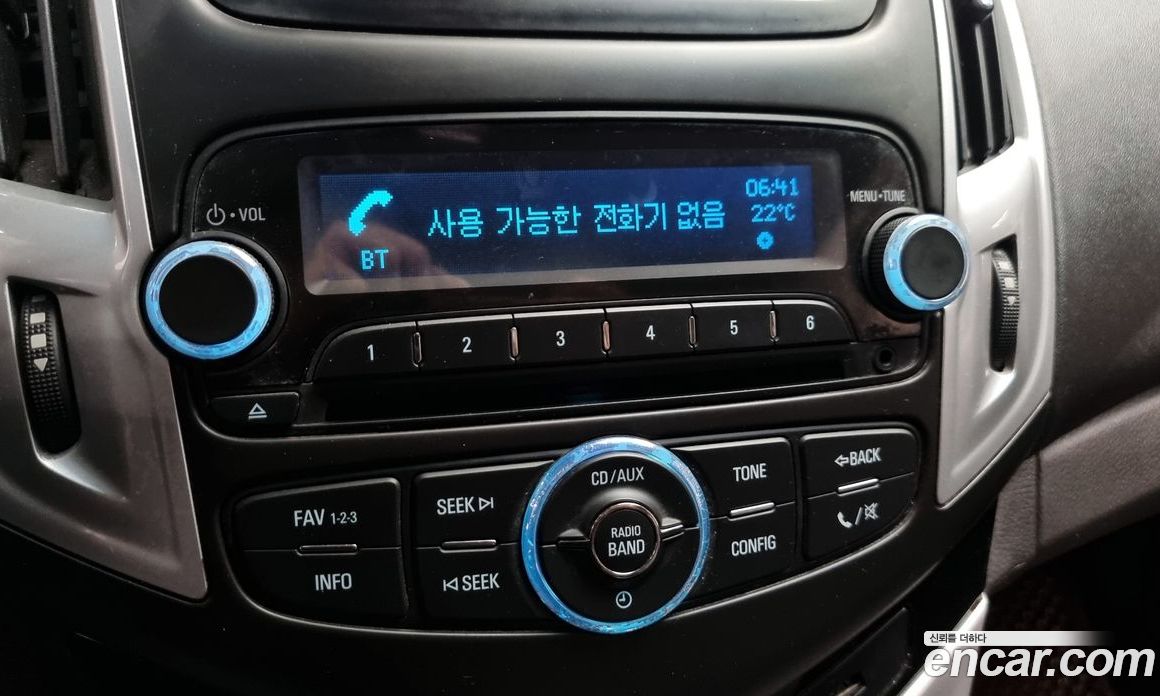 06:41
사용 가능한 전화기 없음
22°C
BT
VOL
MENU•TUNE
1
2
3
4
5
6
CD/AUX
TONE
BACK
SEEK
FAV 1-2-3
RADIO
BAND
CONFIG
SEEK
INFO
신뢰를 더하다
encar.com